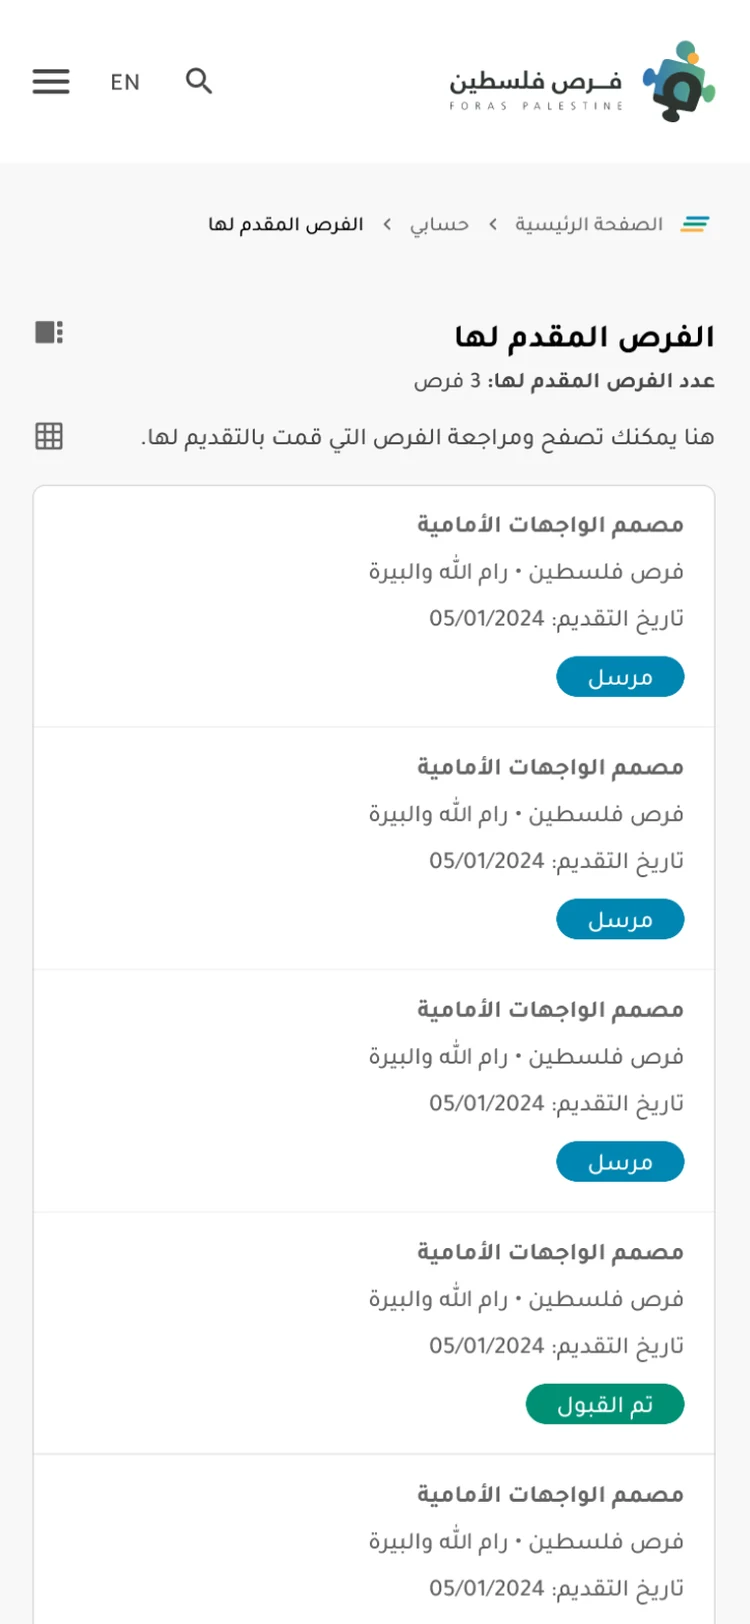 فـرص فلسطين
FORAS PALESTINE
EN
الصفحة الرئيسية › حسابي › الفرص المقدم لها
الفرص المقدم لها
عدد الفرص المقدم لها: 3 فرص
هنا يمكنك تصفح ومراجعة الفرص التي قمت بالتقديم لها.
مصمم الواجهات الأمامية
فرص فلسطين • رام الله والبيرة
تاريخ التقديم: 05/01/2024
مرسل
مصمم الواجهات الأمامية
فرص فلسطين • رام الله والبيرة
تاريخ التقديم: 05/01/2024
مرسل
مصمم الواجهات الأمامية
فرص فلسطين • رام الله والبيرة
تاريخ التقديم: 05/01/2024
مرسل
مصمم الواجهات الأمامية
فرص فلسطين • رام الله والبيرة
تاريخ التقديم: 05/01/2024
تم القبول
مصمم الواجهات الأمامية
فرص فلسطين • رام الله والبيرة
تاريخ التقديم: 05/01/2024